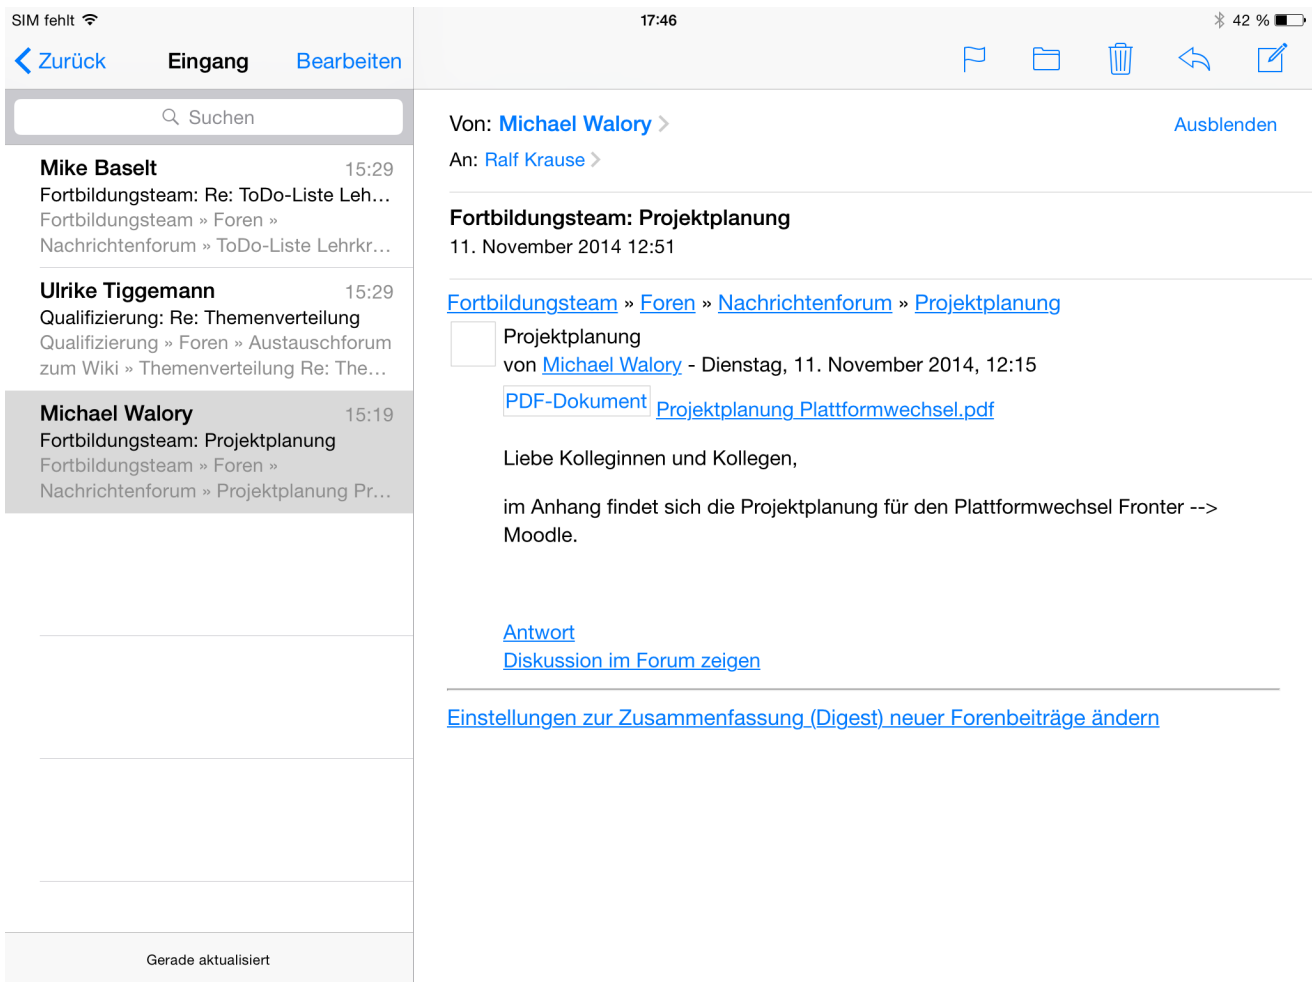 SIM fehlt
17:46
42 %
Zurück
Eingang
Bearbeiten
Suchen
Mike Baselt
15:29
Fortbildungsteam: Re: ToDo-Liste Leh...
Fortbildungsteam » Foren »
Nachrichtenforum » ToDo-Liste Lehrkr...
Ulrike Tiggemann
15:29
Qualifizierung: Re: Themenverteilung
Qualifizierung » Foren » Austauschforum
zum Wiki » Themenverteilung Re: The...
Michael Walory
15:19
Fortbildungsteam: Projektplanung
Fortbildungsteam » Foren »
Nachrichtenforum » Projektplanung Pr...
Gerade aktualisiert
Von: Michael Walory
Ausblenden
An: Ralf Krause
Fortbildungsteam: Projektplanung
11. November 2014 12:51
Fortbildungsteam » Foren » Nachrichtenforum » Projektplanung
Projektplanung
von Michael Walory - Dienstag, 11. November 2014, 12:15
PDF-Dokument Projektplanung Plattformwechsel.pdf
Liebe Kolleginnen und Kollegen,
im Anhang findet sich die Projektplanung für den Plattformwechsel Fronter -->
Moodle.
Antwort
Diskussion im Forum zeigen
Einstellungen zur Zusammenfassung (Digest) neuer Forenbeiträge ändern